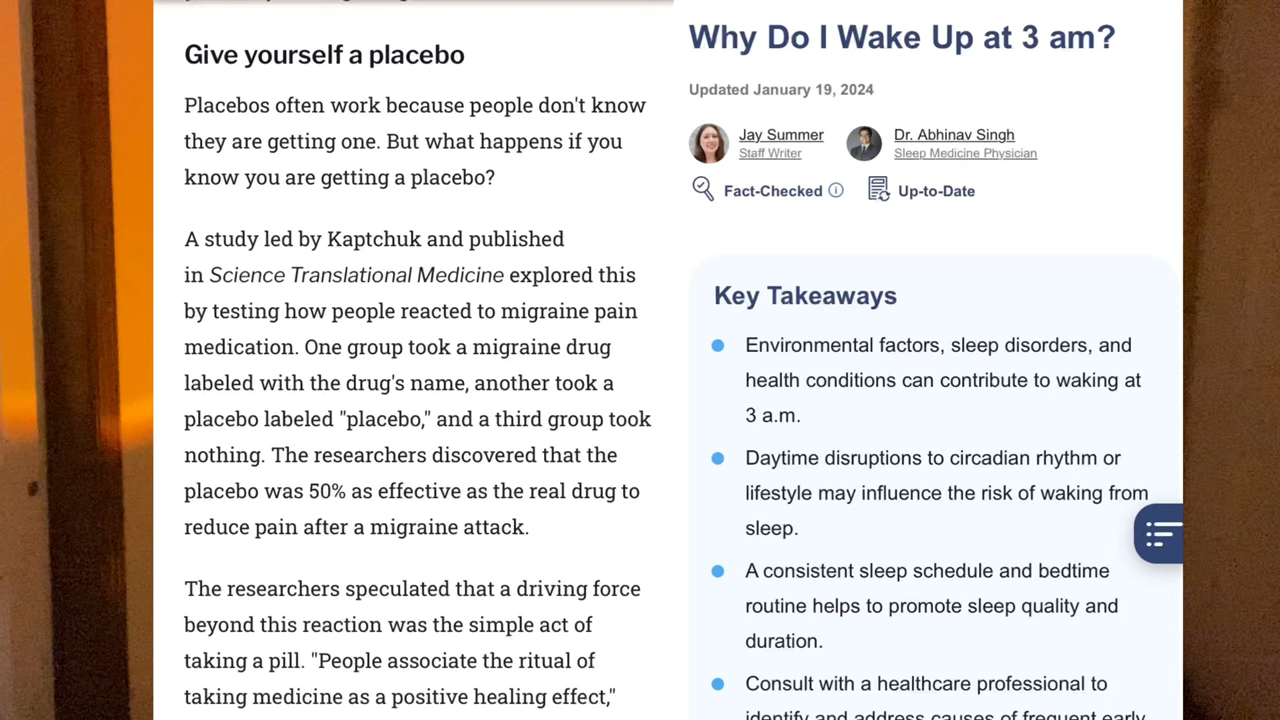 Give yourself a placebo
Placebos often work because people don't know
they are getting one. But what happens if you
know you are getting a placebo?
A study led by Kaptchuk and published
in Science Translational Medicine explored this
by testing how people reacted to migraine pain
medication. One group took a migraine drug
labeled with the drug's name, another took a
placebo labeled "placebo," and a third group took
nothing. The researchers discovered that the
placebo was 50% as effective as the real drug to
reduce pain after a migraine attack.
The researchers speculated that a driving force
beyond this reaction was the simple act of
taking a pill. "People associate the ritual of
taking medicine as a positive healing effect,"
Why Do I Wake Up at 3 am?
Updated January 19, 2024
Jay Summer
Staff Writer
Dr. Abhinav Singh
Sleep Medicine Physician
Fact-Checked
Up-to-Date
Key Takeaways
Environmental factors, sleep disorders, and
health conditions can contribute to waking at
3 a.m.
Daytime disruptions to circadian rhythm or
lifestyle may influence the risk of waking from
sleep.
A consistent sleep schedule and bedtime
routine helps to promote sleep quality and
duration.
Consult with a healthcare professional to
identify and address causes of frequent early